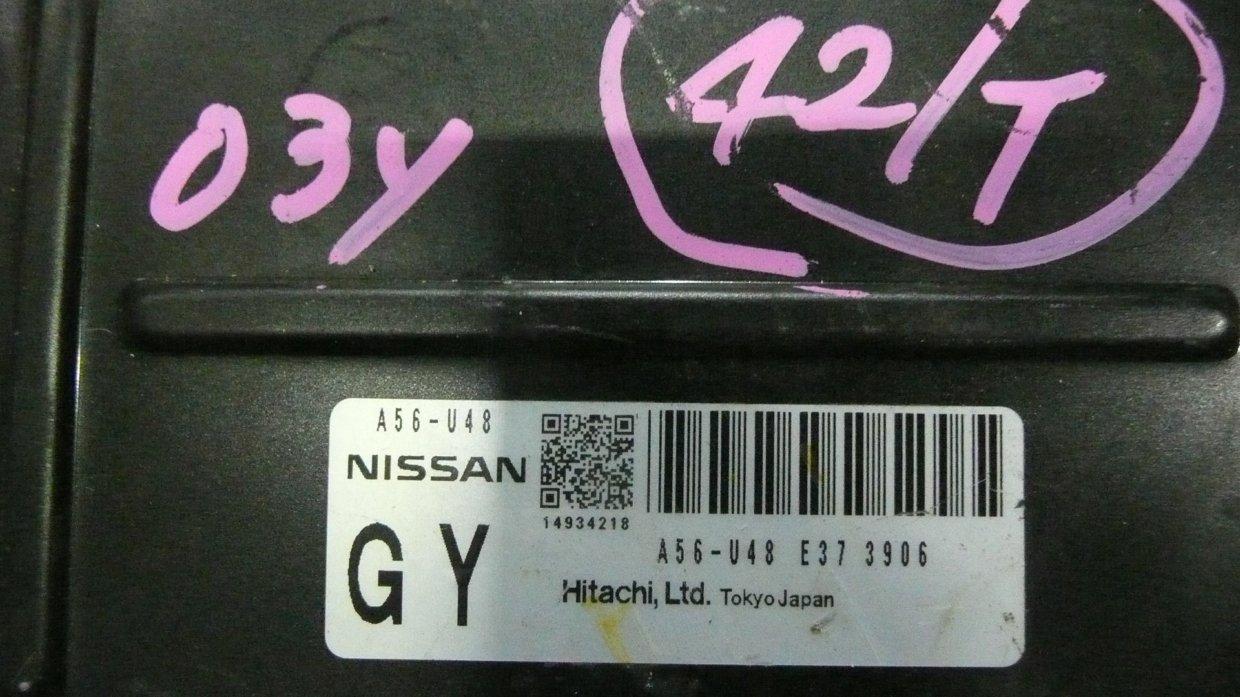 03y
42/T
A56-U48
NISSAN
14934218
GY
A56-U48 E37 3906
Hitachi, Ltd. Tokyo Japan